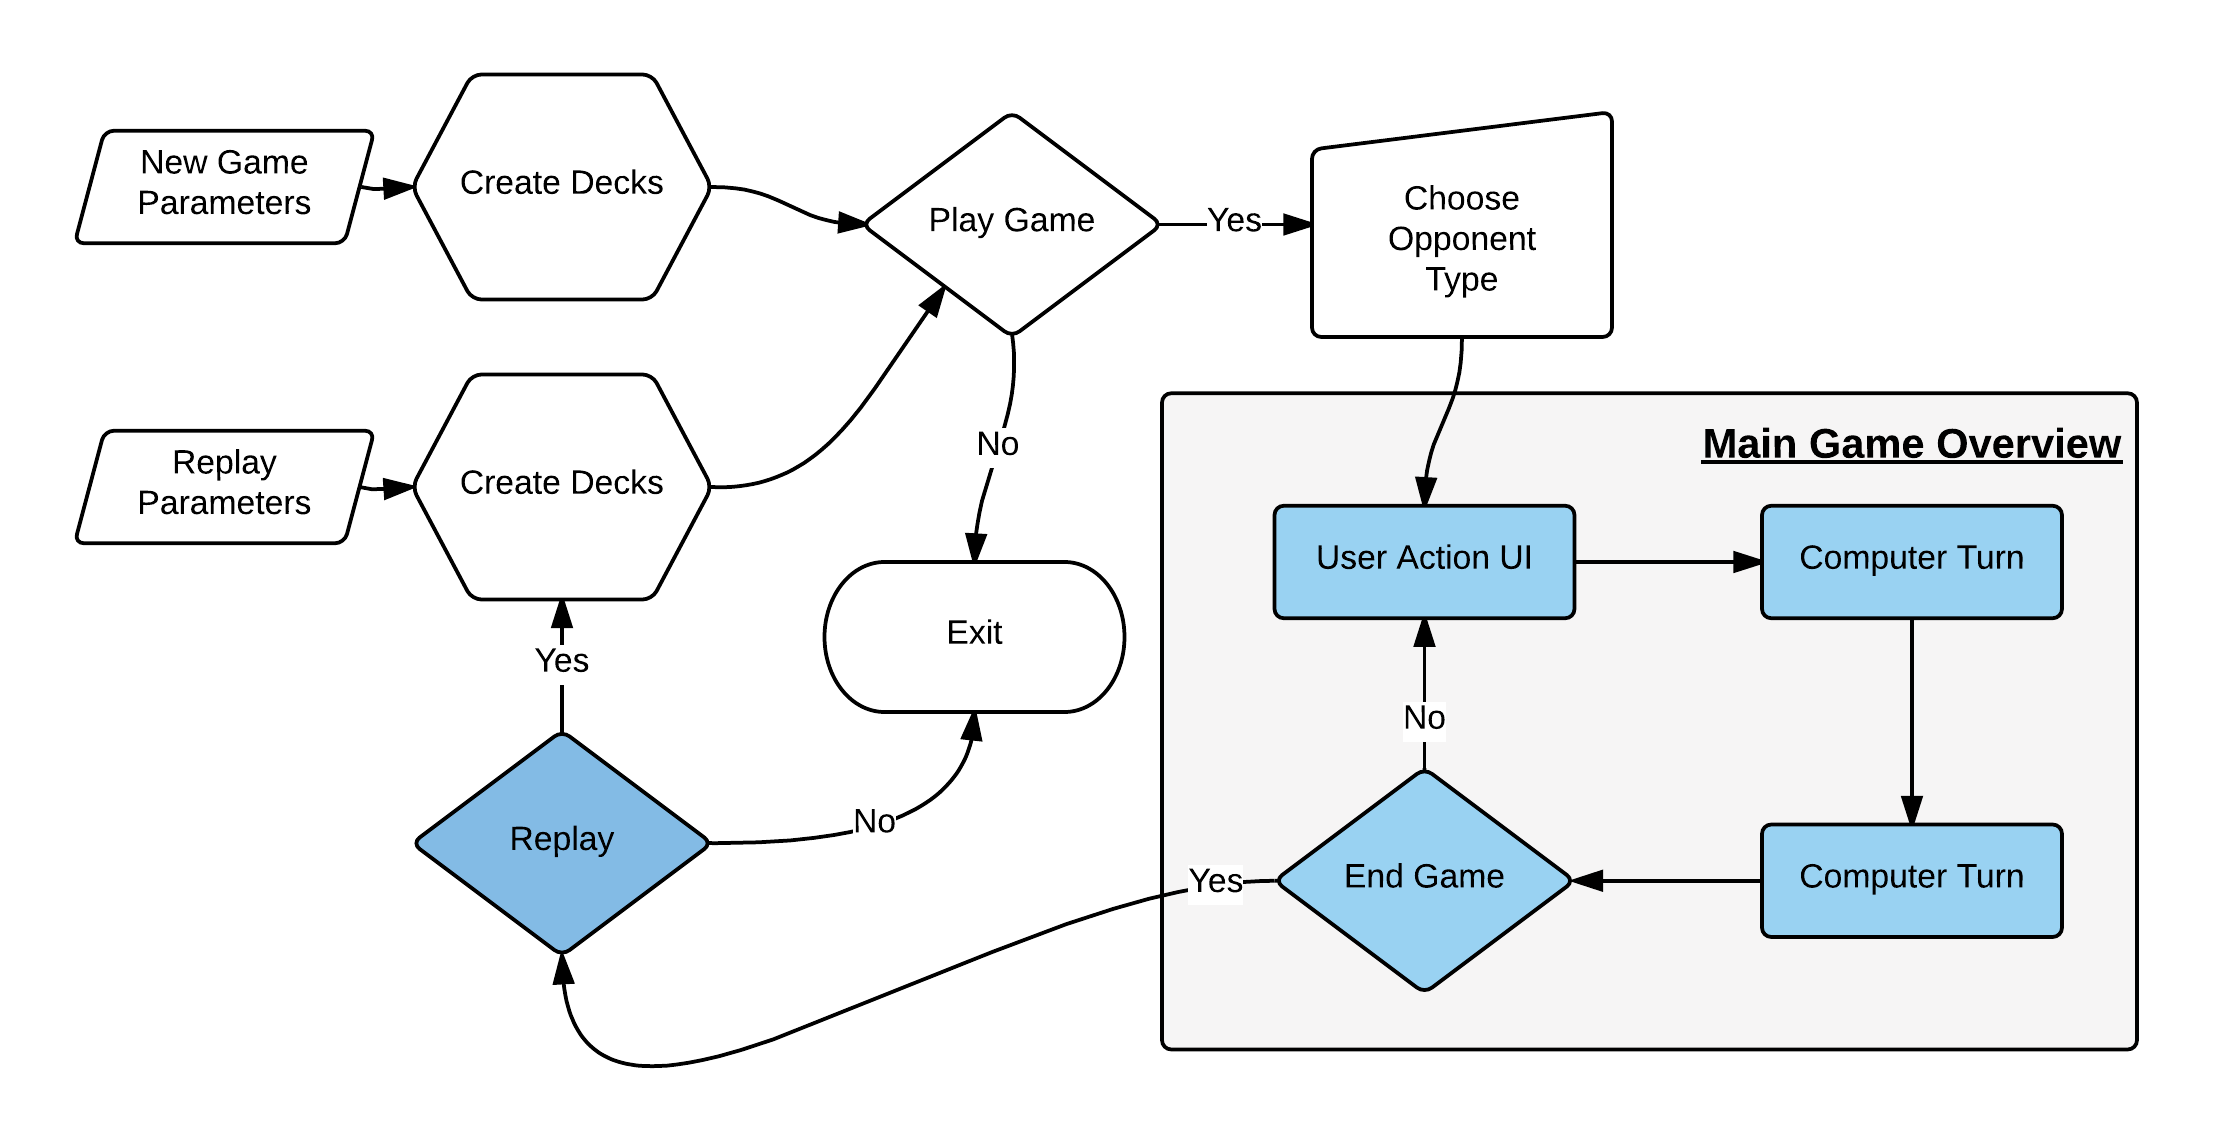 New Game
Parameters
Create Decks
Play Game
Yes
Choose
Opponent
Type
No
Replay
Parameters
Create Decks
Yes
Exit
Replay
No
Main Game Overview
User Action UI
Computer Turn
No
Yes
End Game
Computer Turn